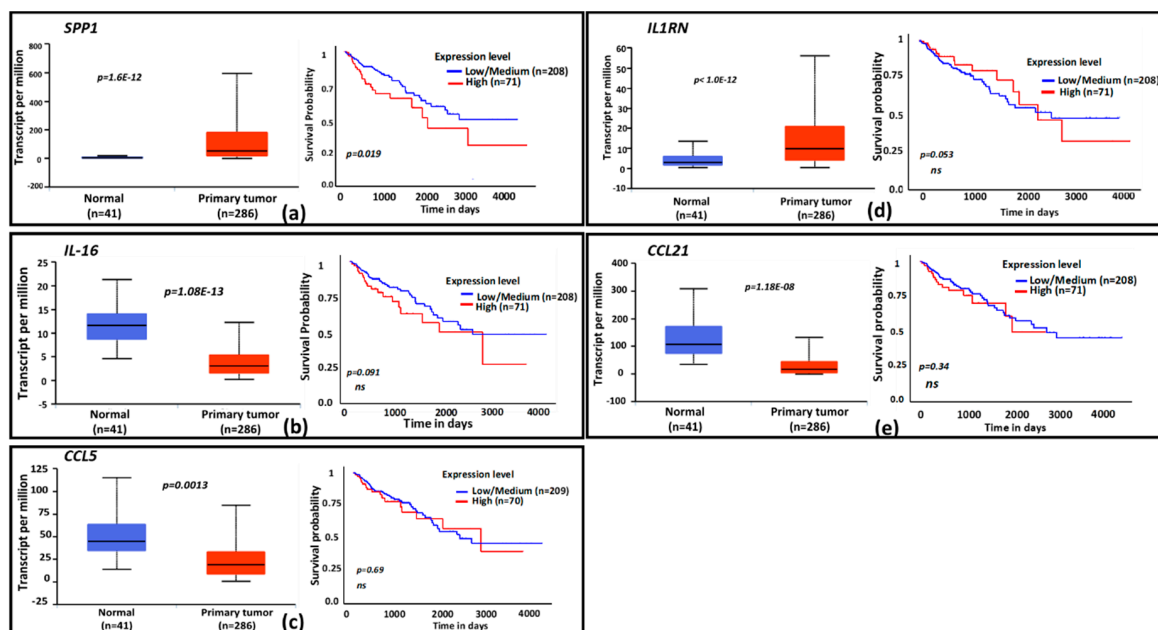 SPP1
Transcript per million
800
600
400
200
0
-200
p=1.6E-12
Normal
(n=41)
Primary tumor
(n=286)
Survival Probability
1
0.7
0.5
0.2
0.0
Expression level
Low/Medium (n=208)
High (n=71)
p=0.019
0 1000 2000 3000 4000
Time in days
(a)
IL1RN
Transcript per million
60
50
40
30
20
10
0
-10
p< 1.0E-12
Normal
(n=41)
Primary tumor
(n=286)
Survival probability
1
0.75
0.5
0.25
0.0
Expression level
Low/Medium (n=208)
High (n=71)
p=0.053
ns
0 1000 2000 3000 4000
Time in days
(d)
IL-16
Transcript per million
25
20
15
10
5
0
-5
p=1.08E-13
Normal
(n=41)
Primary tumor
(n=286)
Survival probability
1
0.75
0.5
0.25
0.0
Expression level
Low/Medium (n=208)
High (n=71)
p=0.091
ns
0 1000 2000 3000 4000
Time in days
(b)
CCL21
Transcript per million
400
300
200
100
0
-100
p=1.18E-08
Normal
(n=41)
Primary tumor
(n=286)
Survival probability
1
0.75
0.5
0.25
0.0
Expression level
Low/Medium (n=208)
High (n=71)
p=0.34
ns
0 1000 2000 3000 4000
Time in days
(e)
CCL5
Transcript per million
125
100
75
50
25
0
-25
p=0.0013
Normal
(n=41)
Primary tumor
(n=286)
Survival probability
1
0.75
0.5
0.25
0.0
Expression level
Low/Medium (n=209)
High (n=70)
p=0.69
ns
0 1000 2000 3000 4000
Time in days
(c)